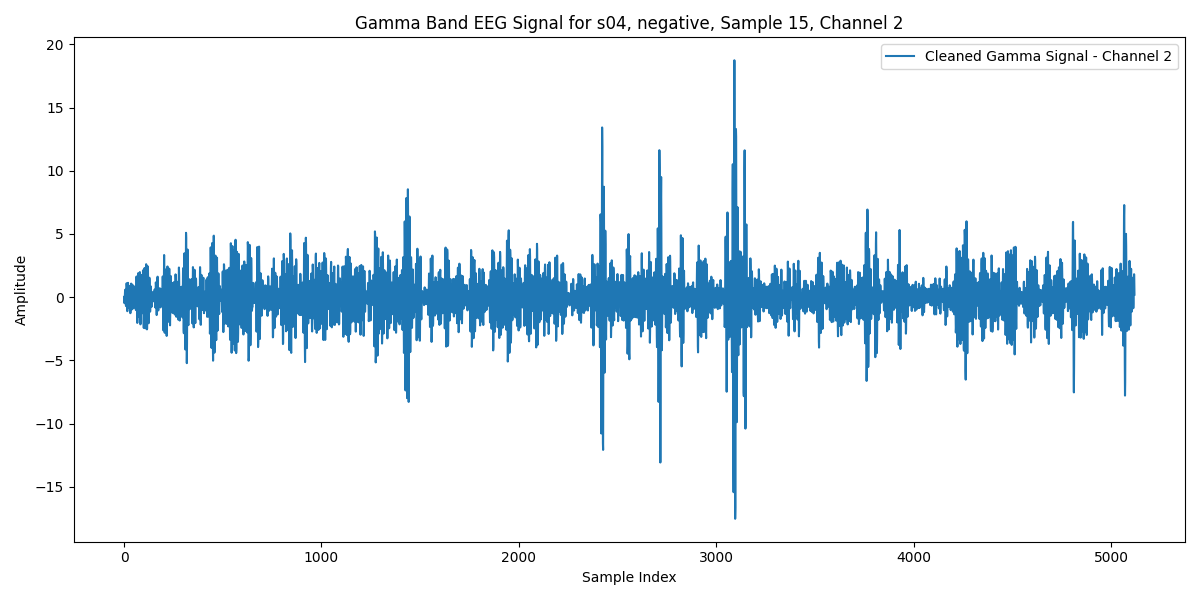 Gamma Band EEG Signal for s04, negative, Sample 15, Channel 2
Cleaned Gamma Signal - Channel 2
Amplitude
20
15
10
5
0
−5
−10
−15
0 1000 2000 3000 4000 5000
Sample Index